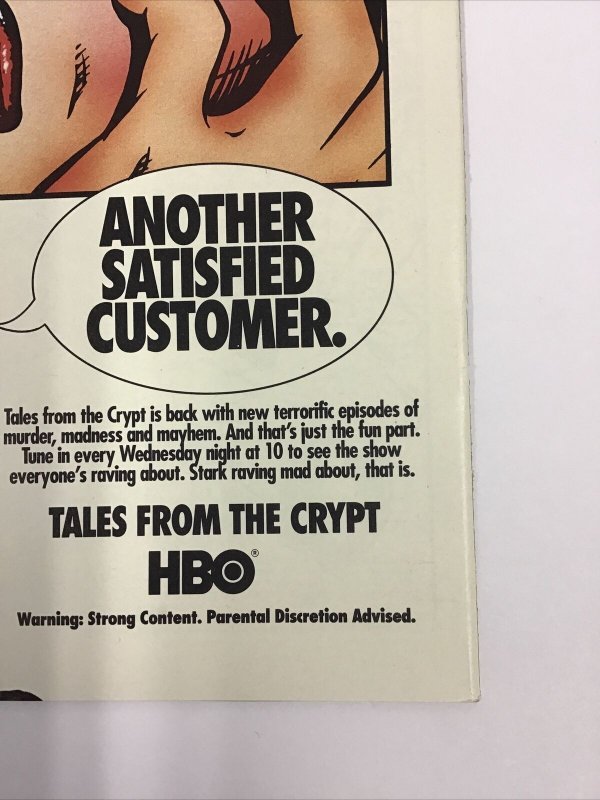 ANOTHER
SATISFIED
CUSTOMER.
Tales from the Crypt is back with new terrorific episodes of
murder, madness and mayhem. And that's just the fun part.
Tune in every Wednesday night at 10 to see the show
everyone's raving about. Stark raving mad about, that is.
TALES FROM THE CRYPT
HBO®
Warning: Strong Content. Parental Discretion Advised.